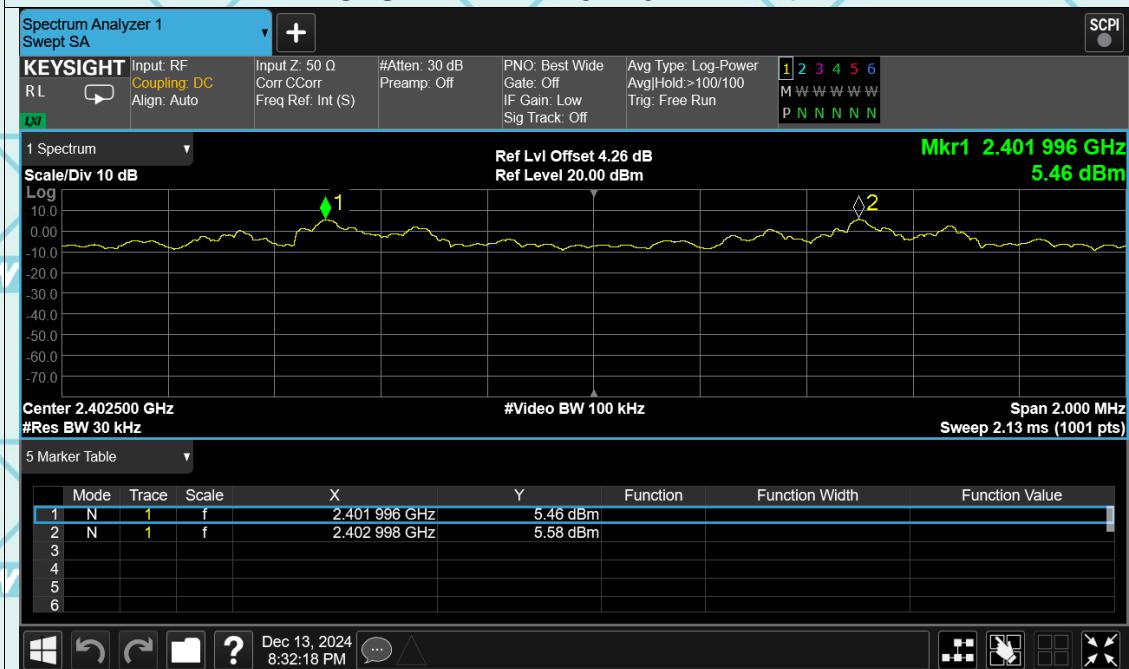 Spectrum Analyzer 1
Swept SA
+
SCPI
KEYSIGHT
RL
LXI
Input: RF
Coupling: DC
Align: Auto
Input Z: 50 Ω
Corr CCorr
Freq Ref: Int (S)
#Atten: 30 dB
Preamp: Off
PNO: Best Wide
Gate: Off
IF Gain: Low
Sig Track: Off
Avg Type: Log-Power
Avg|Hold:>100/100
Trig: Free Run
1 2 3 4 5 6
M W W W W W
P N N N N N
1 Spectrum
Scale/Div 10 dB
Ref Lvl Offset 4.26 dB
Ref Level 20.00 dBm
Mkr1 2.401 996 GHz
5.46 dBm
Log
10.0
0.00
-10.0
-20.0
-30.0
-40.0
-50.0
-60.0
-70.0
1
2
Center 2.402500 GHz
#Res BW 30 kHz
#Video BW 100 kHz
Span 2.000 MHz
Sweep 2.13 ms (1001 pts)
5 Marker Table
Mode Trace Scale X Y Function Function Width Function Value
1 N 1 f 2.401 996 GHz 5.46 dBm
2 N 1 f 2.402 998 GHz 5.58 dBm
3
4
5
6
?
Dec 13, 2024
8:32:18 PM